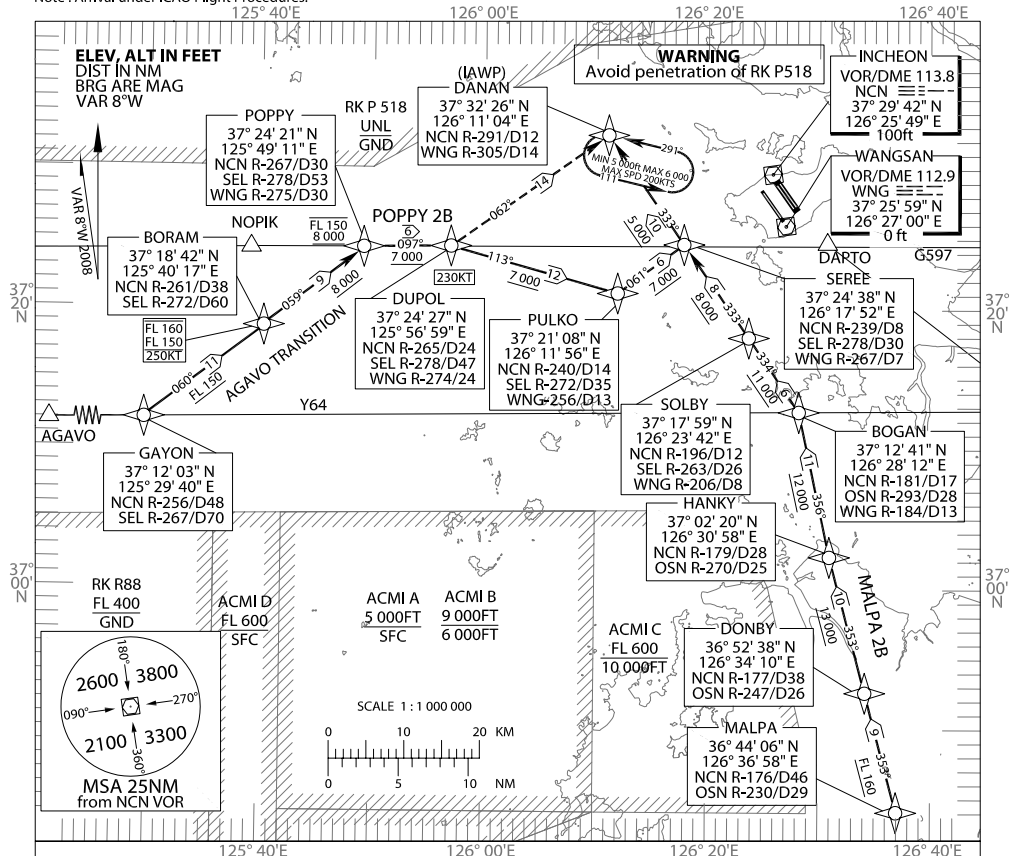 125° 40' E
126° 00' E
126° 20' E
126° 40' E
ELEV, ALT IN FEET
DIST IN NM
BRG ARE MAG
VAR 8°W
VAR 8°W 2008
WARNING
Avoid penetration of RK P518
INCHEON
VOR/DME 113.8
NCN
37° 29' 42" N
126° 25' 49" E
100ft
WANGSAN
VOR/DME 112.9
WNG
37° 25' 59" N
126° 27' 00" E
0 ft
(IAWP)
DANAN
37° 32' 26" N
126° 11' 04" E
NCN R-291/D12
WNG R-305/D14
RK P 518
UNL
GND
POPPY
37° 24' 21" N
125° 49' 11" E
NCN R-267/D30
SEL R-278/D53
WNG R-275/D30
291°
MIN 5 000ft MAX 6 000
MAX SPD 200KTS
111°
14
062°
333°
10
5 000
NOPIK
FL 150
8 000
POPPY 2B
6
097°
7 000
230KT
113°
12
7 000
061°
6
7 000
DAPTO
G597
BORAM
37° 18' 42" N
125° 40' 17" E
NCN R-261/D38
SEL R-272/D60
059°
9
8 000
FL 160
FL 150
250KT
060°
11
FL 150
AGAVO TRANSITION
DUPOL
37° 24' 27" N
125° 56' 59" E
NCN R-265/D24
SEL R-278/D47
WNG R-274/24
PULKO
37° 21' 08" N
126° 11' 56" E
NCN R-240/D14
SEL R-272/D35
WNG-256/D13
SEREE
37° 24' 38" N
126° 17' 52" E
NCN R-239/D8
SEL R-278/D30
WNG R-267/D7
37°
20'
N
37°
20'
N
8
333°
8 000
334°
6
11 000
Y64
AGAVO
GAYON
37° 12' 03" N
125° 29' 40" E
NCN R-256/D48
SEL R-267/D70
SOLBY
37° 17' 59" N
126° 23' 42" E
NCN R-196/D12
SEL R-263/D26
WNG R-206/D8
BOGAN
37° 12' 41" N
126° 28' 12" E
NCN R-181/D17
OSN R-293/D28
WNG R-184/D13
11
356°
12 000
HANKY
37° 02' 20" N
126° 30' 58" E
NCN R-179/D28
OSN R-270/D25
37°
00'
N
37°
00'
N
MALPA 2B
10
353°
13 000
RK R88
FL 400
GND
ACMI D
FL 600
SFC
ACMI A
5 000FT
SFC
ACMI B
9 000FT
6 000FT
ACMI C
FL 600
10 000FT
DONBY
36° 52' 38" N
126° 34' 10" E
NCN R-177/D38
OSN R-247/D26
9
353°
FL 160
MALPA
36° 44' 06" N
126° 36' 58" E
NCN R-176/D46
OSN R-230/D29
180°
2600
3800
090°
270°
2100
3300
360°
MSA 25NM
from NCN VOR
SCALE 1 : 1 000 000
0 10 20 KM
0 5 10 NM
125° 40' E
126° 00' E
126° 20' E
126° 40' E